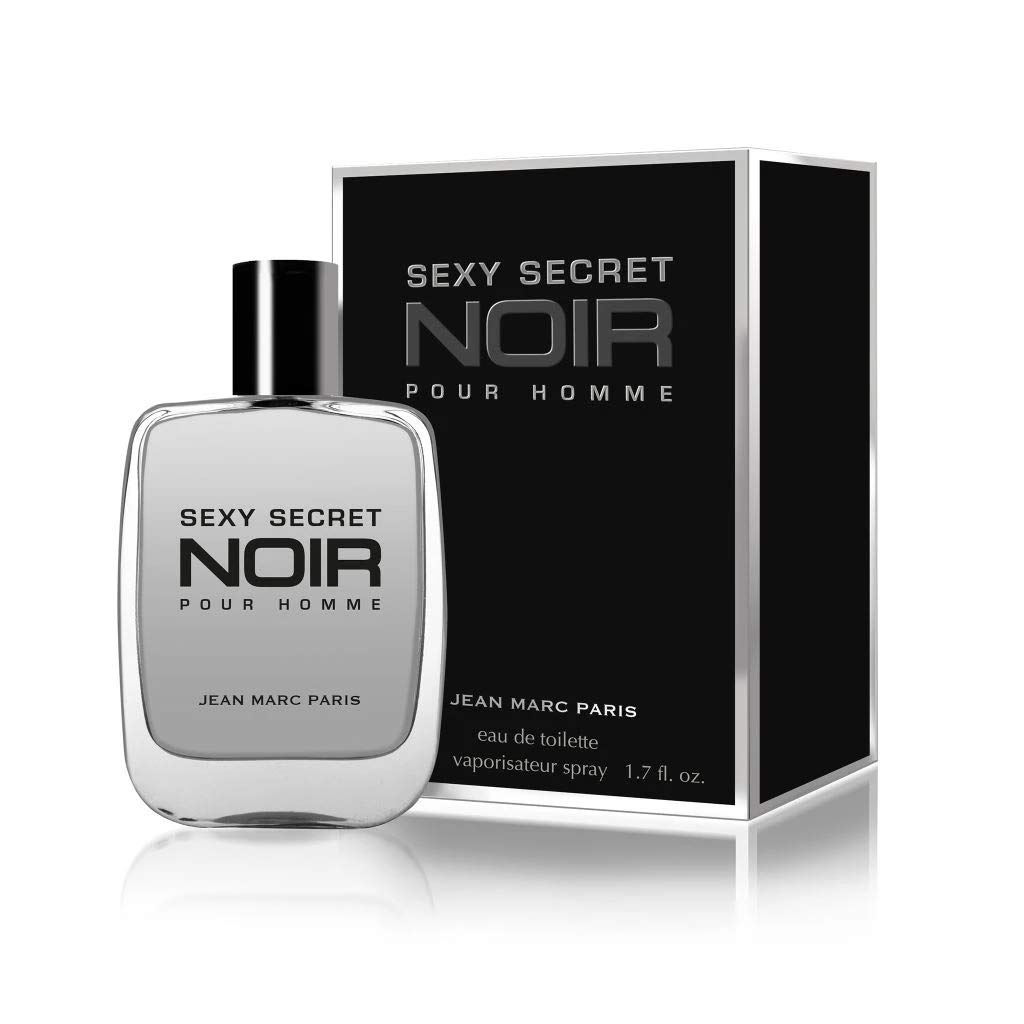 SEXY SECRET
NOIR
POUR HOMME
JEAN MARC PARIS
SEXY SECRET
NOIR
POUR HOMME
JEAN MARC PARIS
eau de toilette
vaporisateur spray 1.7 fl. oz.